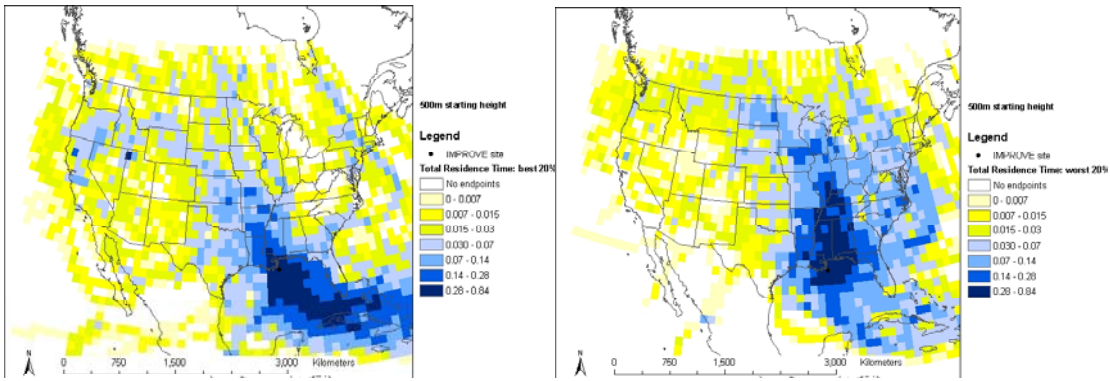 500m starting height
Legend
IMPROVE site
Total Residence Time: best 20%
No endpoints
0 - 0.007
0.007 - 0.015
0.015 - 0.03
0.030 - 0.07
0.07 - 0.14
0.14 - 0.28
0.28 - 0.84
N
0 750 1,500 3,000 Kilometers
500m starting height
Legend
IMPROVE site
Total Residence Time: worst 20%
No endpoints
0 - 0.007
0.007 - 0.015
0.015 - 0.03
0.030 - 0.07
0.07 - 0.14
0.14 - 0.28
0.28 - 0.84
N
0 750 1,500 3,000 Kilometers